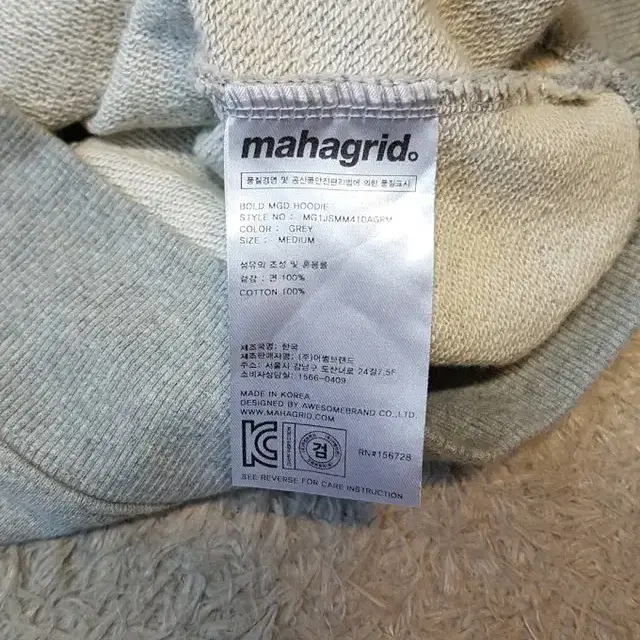 mahagrid.
품질경영 및 공산품안전관리법에 의한 품질표시
BOLD MGD HOODIE
STYLE NO : MG1JSMM410AGRM
COLOR : GREY
SIZE : MEDIUM
섬유의 조성 및 혼용률
겉감 : 면 100%
COTTON 100%
제조국명: 한국
제조판매자명: (주)어썸브랜드
주소: 서울시 강남구 도산대로 24길7,5F
소비자상담실: 1566-0409
MADE IN KOREA
DESIGNED BY AWESOMEBRAND CO.,LTD.
WWW.MAHAGRID.COM
검
RN#156728
SEE REVERSE FOR CARE INSTRUCTION